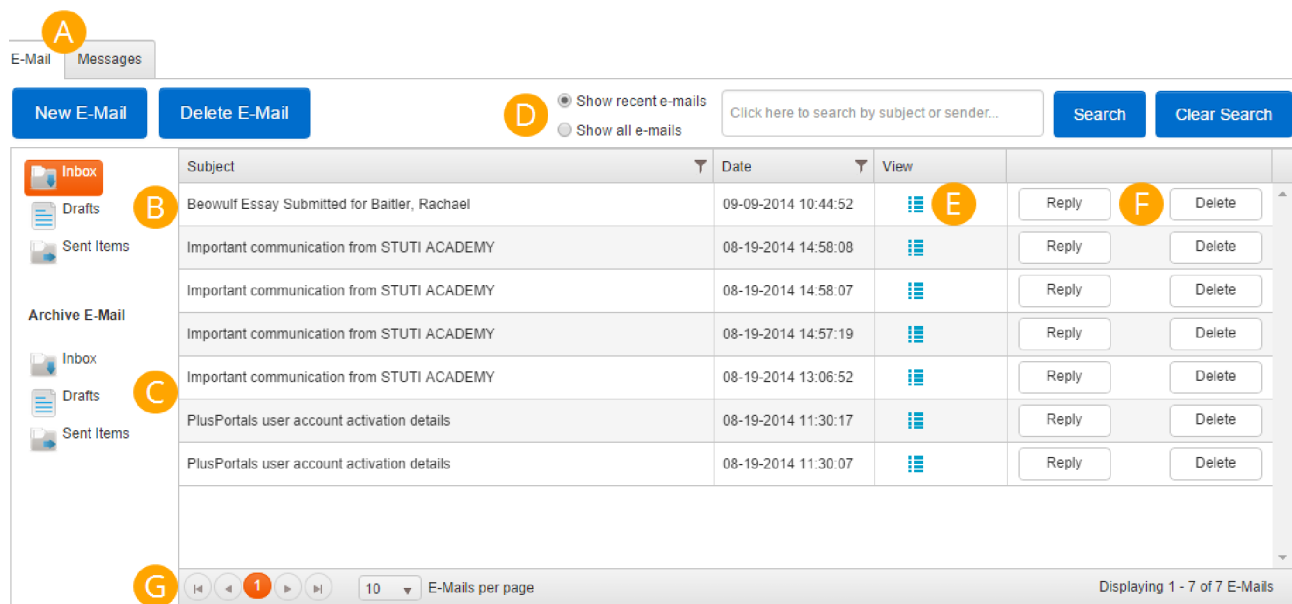 A
E-Mail Messages
New E-Mail Delete E-Mail D Show recent e-mails Click here to search by subject or sender... Search Clear Search
Show all e-mails
Inbox Subject Date View
Drafts B Beowulf Essay Submitted for Baitler, Rachael 09-09-2014 10:44:52 E Reply F Delete
Sent Items Important communication from STUTI ACADEMY 08-19-2014 14:58:08 Reply Delete
Important communication from STUTI ACADEMY 08-19-2014 14:58:07 Reply Delete
Archive E-Mail
Important communication from STUTI ACADEMY 08-19-2014 14:57:19 Reply Delete
Inbox
Important communication from STUTI ACADEMY 08-19-2014 13:06:52 Reply Delete
Drafts C
PlusPortals user account activation details 08-19-2014 11:30:17 Reply Delete
Sent Items
PlusPortals user account activation details 08-19-2014 11:30:07 Reply Delete
G 1 10 E-Mails per page Displaying 1 - 7 of 7 E-Mails